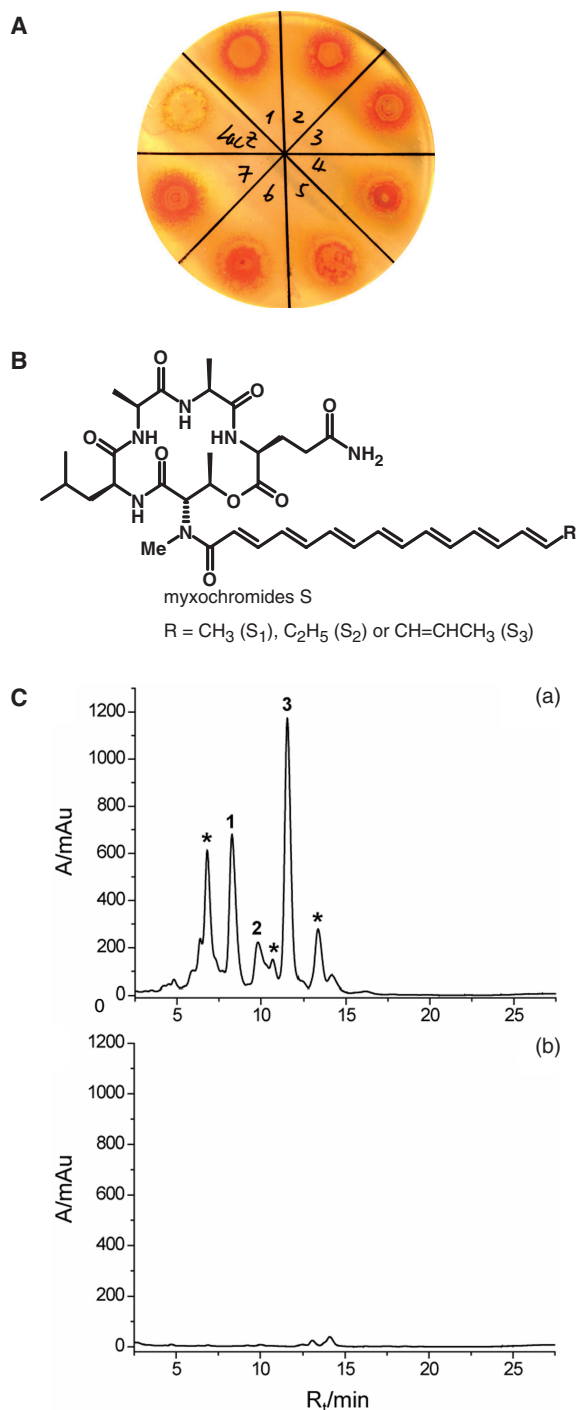 A
1
2
3
4
5
6
7
LacZ
B
O
O
N
H
O
NH
HN
O
O
NH2
O
N
H
O
O
Me
N
O
R
myxochromides S
R = CH3 (S1), C2H5 (S2) or CH=CHCH3 (S3)
C
(a)
1200
1000
800
600
400
200
0
0
A/mAu
*
1
2
*
3
*
5 10 15 20 25
(b)
1200
1000
800
600
400
200
0
A/mAu
5 10 15 20 25
Rt/min